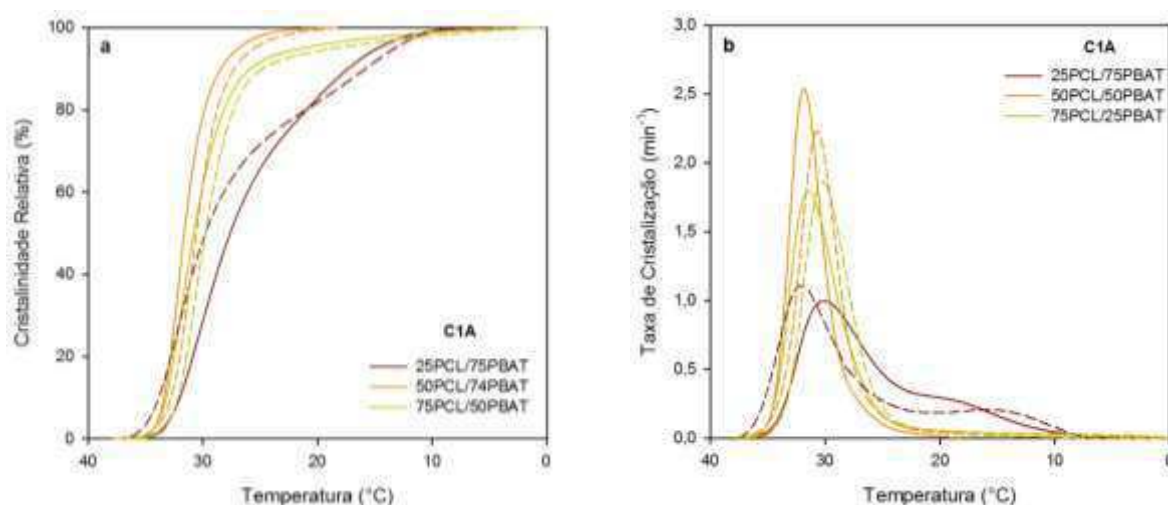 a
Cristalinidade Relativa (%)
100
80
60
40
20
0
C1A
25PCL/75PBAT
50PCL/74PBAT
75PCL/50PBAT
40
30
20
10
0
Temperatura (°C)
b
Taxa de Cristalização (min⁻¹)
3,0
2,5
2,0
1,5
1,0
0,5
0,0
C1A
25PCL/75PBAT
50PCL/50PBAT
75PCL/25PBAT
40
30
20
10
0
Temperatura (°C)